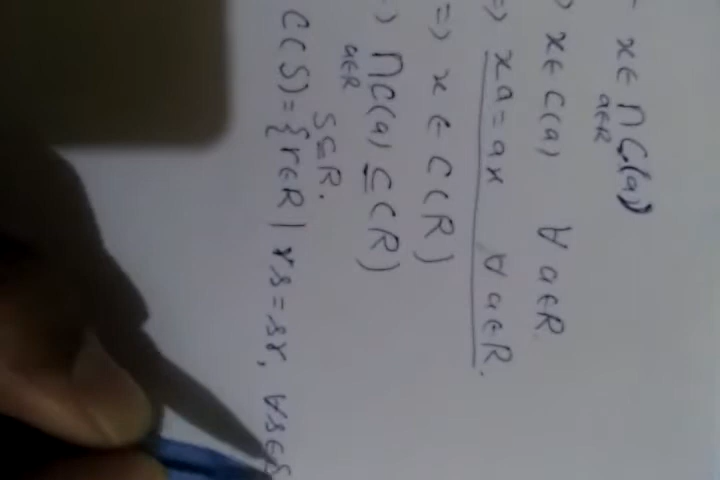 x ∈ ∩ C(a)
a∈R
x ∈ C(a) ∀ a∈R.
=> xa = ax ∀ a∈R.
=> x ∈ C(R)
∩ C(a) ⊆ C(R)
a∈R
S⊆R.
C(S) = {r∈R | rs = sr, ∀s∈S